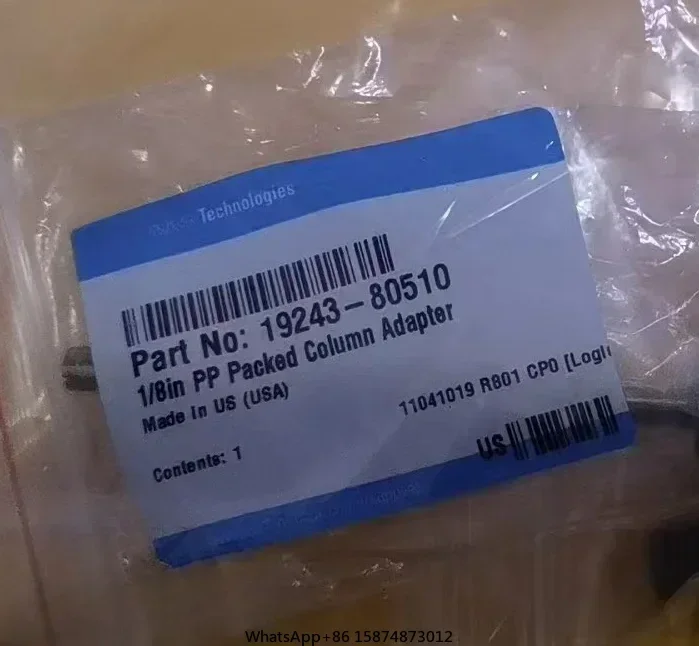 Technologies
Part No: 19243-80510
1/8in PP Packed Column Adapter
Made in US (USA)
11041019 R801 CP0 [Logi
Contents: 1
US
WhatsApp+86 15874873012